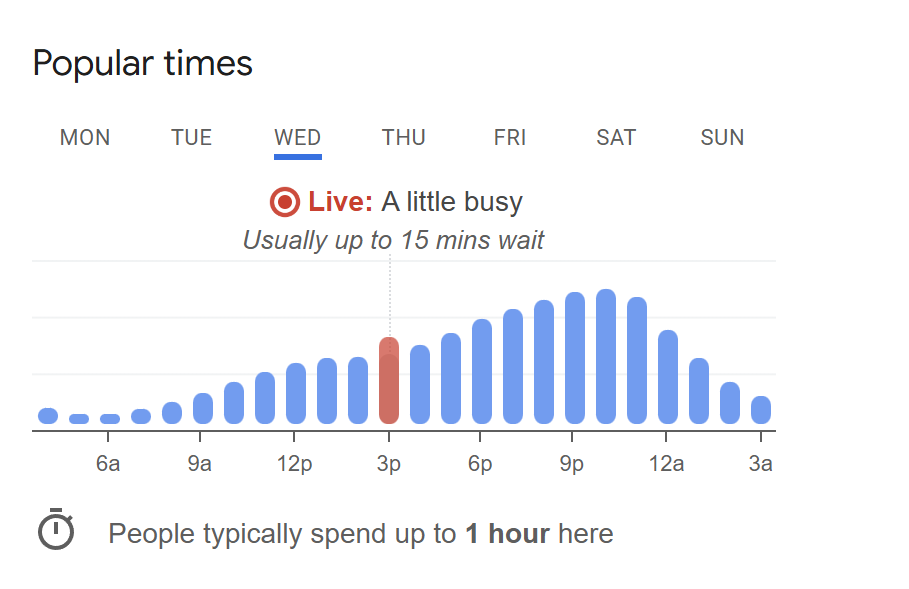 Popular times
MON TUE WED THU FRI SAT SUN
Live: A little busy
Usually up to 15 mins wait
6a 9a 12p 3p 6p 9p 12a 3a
People typically spend up to 1 hour here